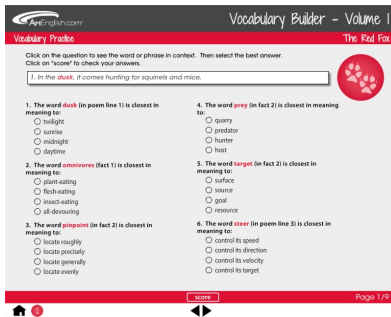 AMEnglish.com
Vocabulary Builder - Volume I
Vocabulary Practice
The Red Fox
Click on the question to see the word or phrase in context. Then select the best answer.
Click on "score" to check your answers.
1. In the dusk, it comes hunting for squirrels and mice.
1. The word dusk (in poem line 1) is closest in
meaning to:
twilight
sunrise
midnight
daytime
2. The word omnivores (fact 1) is closest in
meaning to:
plant-eating
flesh-eating
insect-eating
all-devouring
3. The word pinpoint (in fact 2) is closest in
meaning to:
locate roughly
locate precisely
locate generally
locate evenly
4. The word prey (in fact 2) is closest in meaning
to:
quarry
predator
hunter
host
5. The word target (in fact 2) is closest in
meaning to:
surface
source
goal
resource
6. The word steer (in poem line 3) is closest in
meaning to:
control its speed
control its direction
control its velocity
control its target
score
Page 1/9